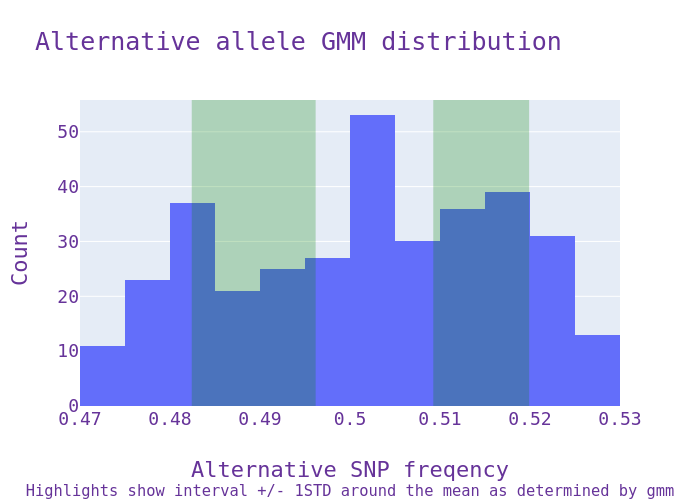 Alternative allele GMM distribution
50
40
30
20
10
0
Count
0.47 0.48 0.49 0.5 0.51 0.52 0.53
Alternative SNP freqency
Highlights show interval +/- 1STD around the mean as determined by gmm